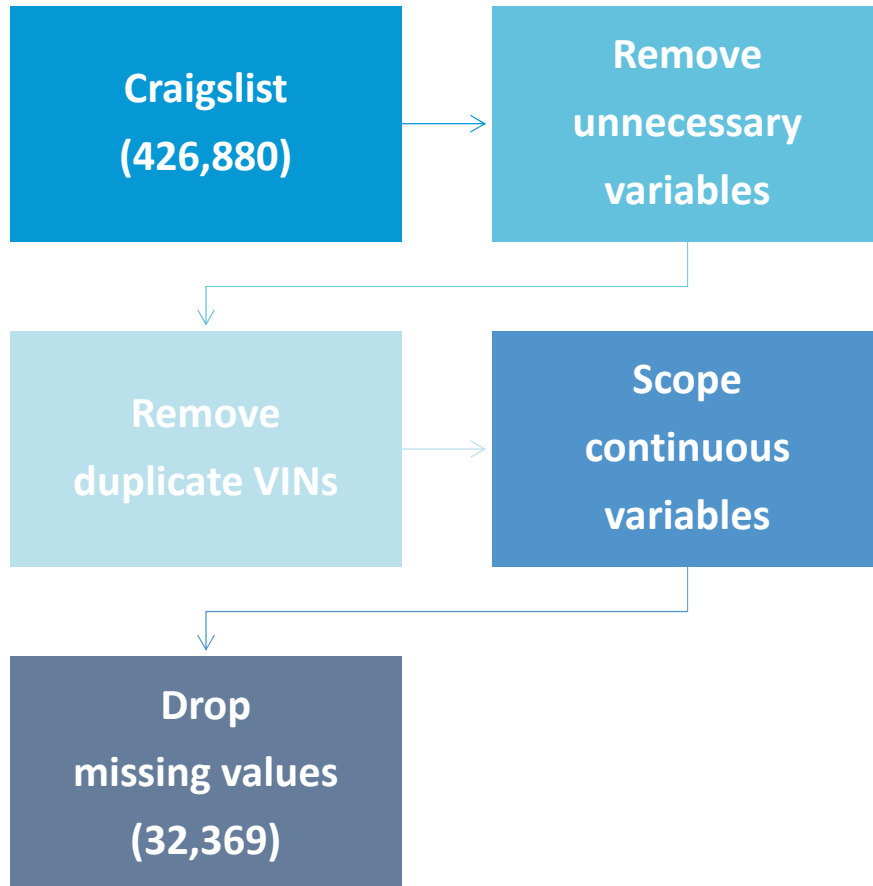 Craigslist
(426,880)
Remove
unnecessary
variables
Remove
duplicate VINs
Scope
continuous
variables
Drop
missing values
(32,369)